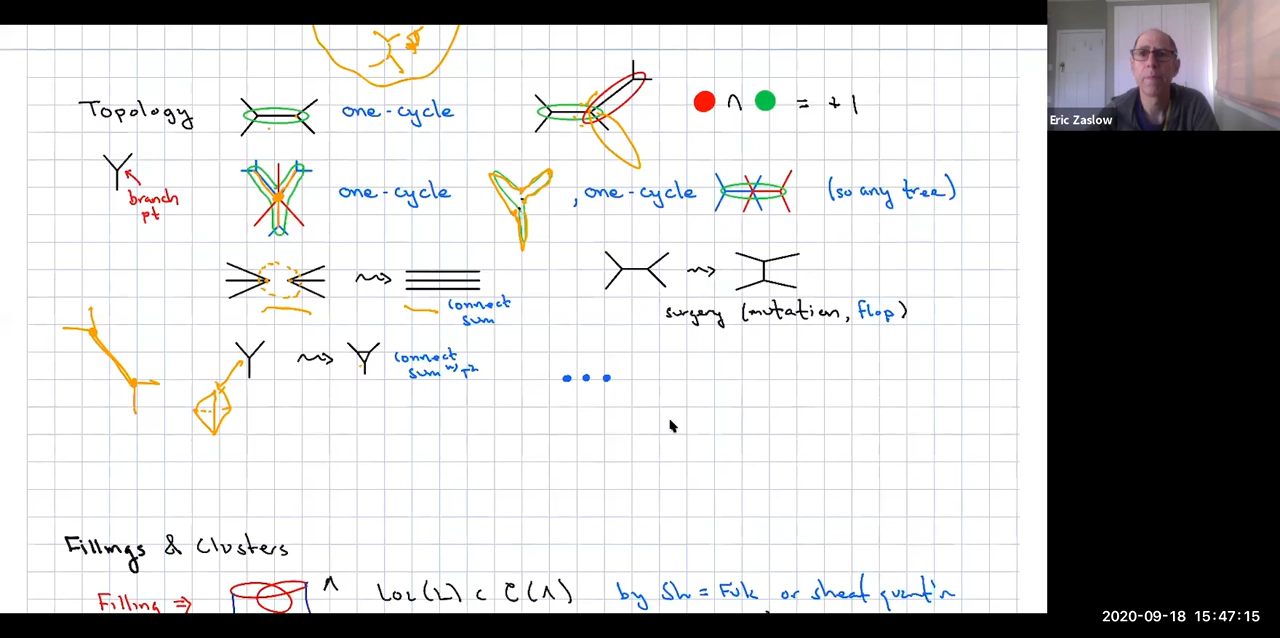 Topology
one-cycle
∩ = +1
Eric Zaslow
branch
pt
one-cycle
, one-cycle
(so any tree)
connect
sum
surgery (mutation, flop)
connect
sum w/ T²
Fillings & Clusters
Filling ⇒
Λ
Loc(L) ⊂ C(Λ)
by Sh = Fuk or sheaf quant'n
2020-09-18 15:47:15